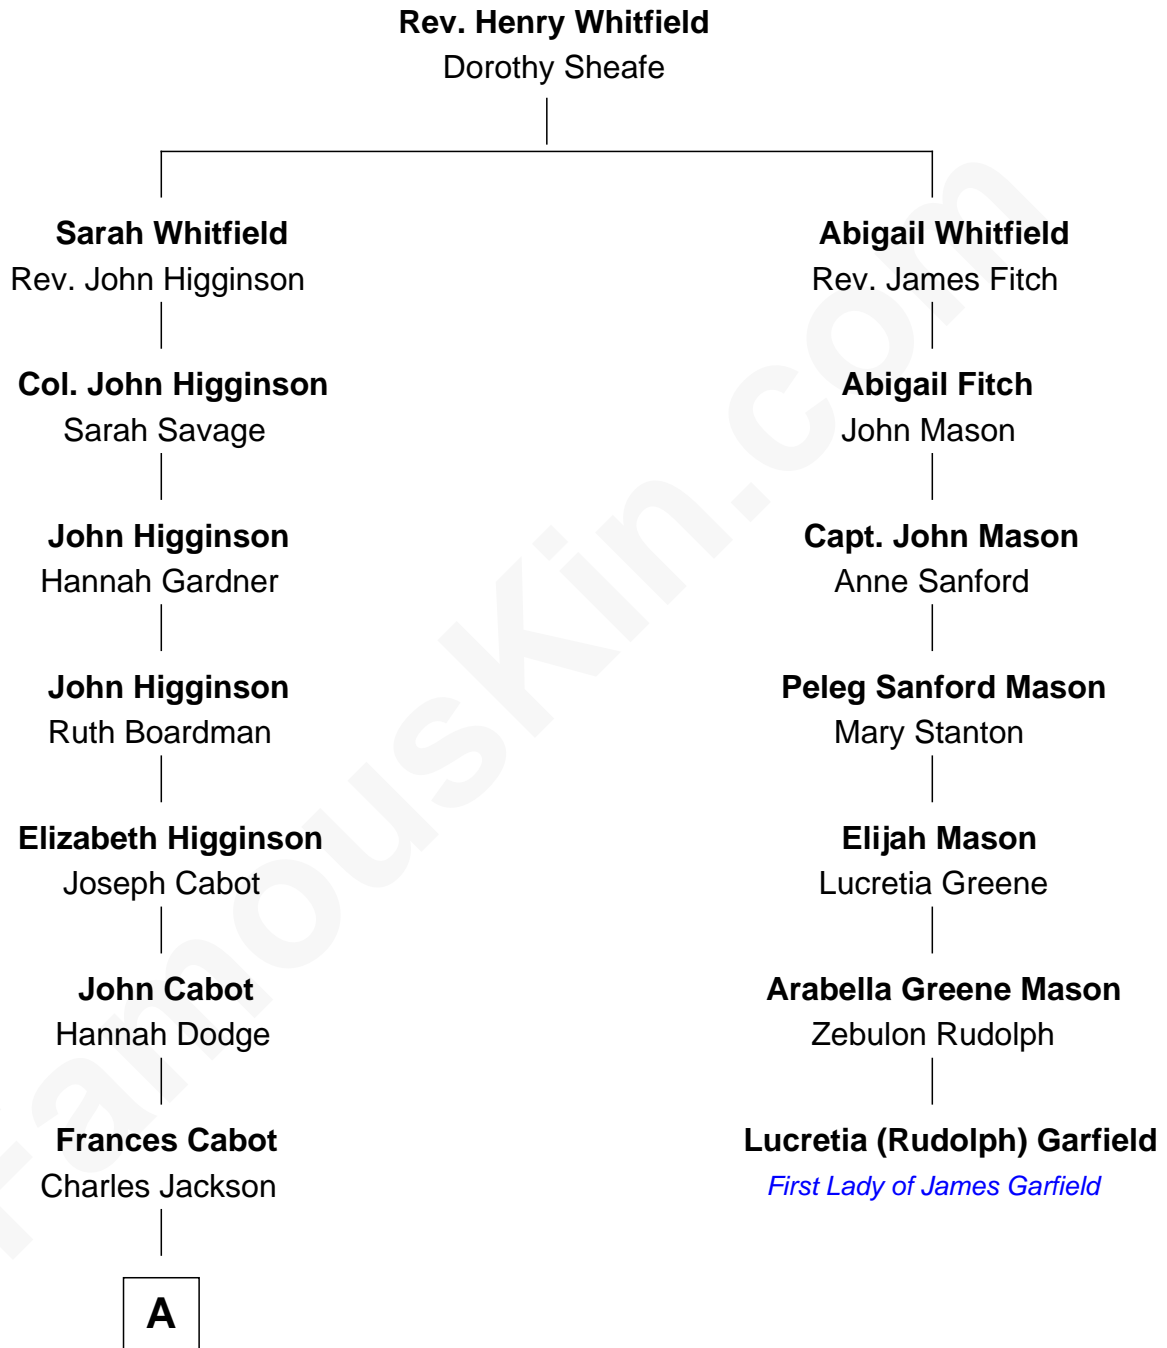 Rev. Henry Whitfield
Dorothy Sheafe
Sarah Whitfield
Rev. John Higginson
Abigail Whitfield
Rev. James Fitch
Col. John Higginson
Sarah Savage
Abigail Fitch
John Mason
John Higginson
Hannah Gardner
Capt. John Mason
Anne Sanford
John Higginson
Ruth Boardman
Peleg Sanford Mason
Mary Stanton
Elizabeth Higginson
Joseph Cabot
Elijah Mason
Lucretia Greene
John Cabot
Hannah Dodge
Arabella Greene Mason
Zebulon Rudolph
Frances Cabot
Charles Jackson
Lucretia (Rudolph) Garfield
First Lady of James Garfield
A
FamousKin.com